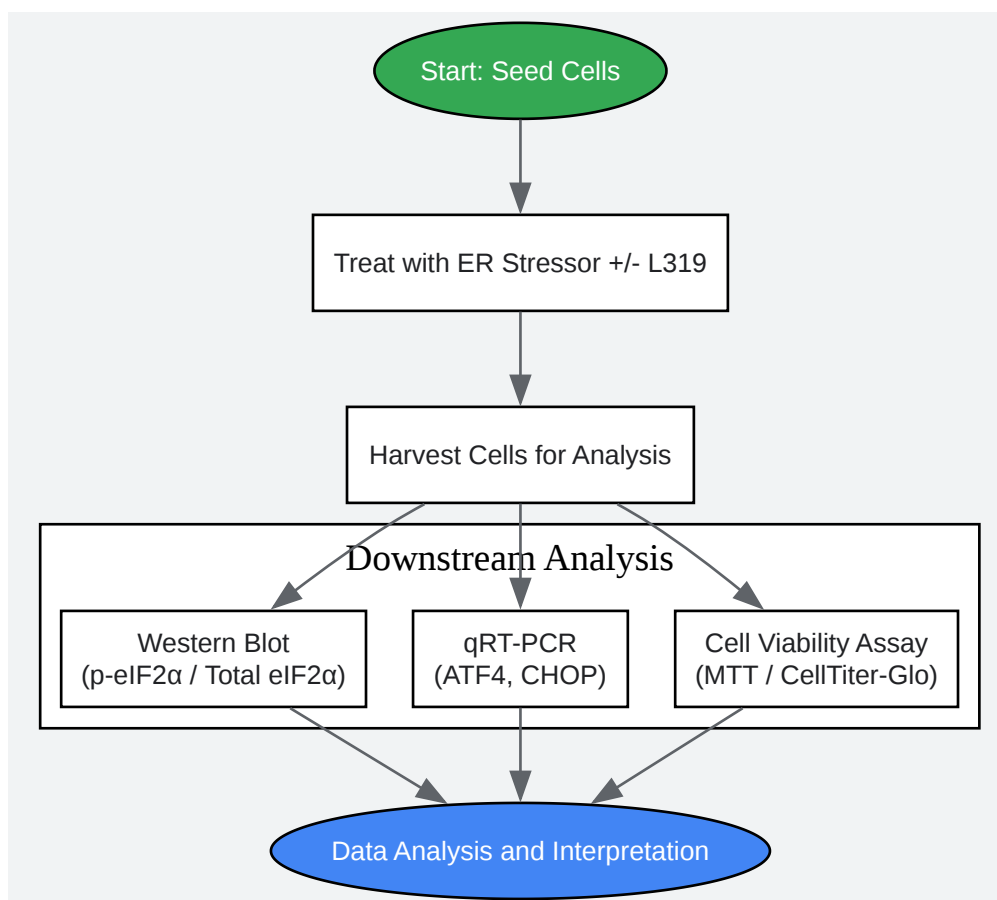 Start: Seed Cells
Treat with ER Stressor +/- L319
Harvest Cells for Analysis
Downstream Analysis
Western Blot
(p-eIF2α / Total eIF2α)
qRT-PCR
(ATF4, CHOP)
Cell Viability Assay
(MTT / CellTiter-Glo)
Data Analysis and Interpretation